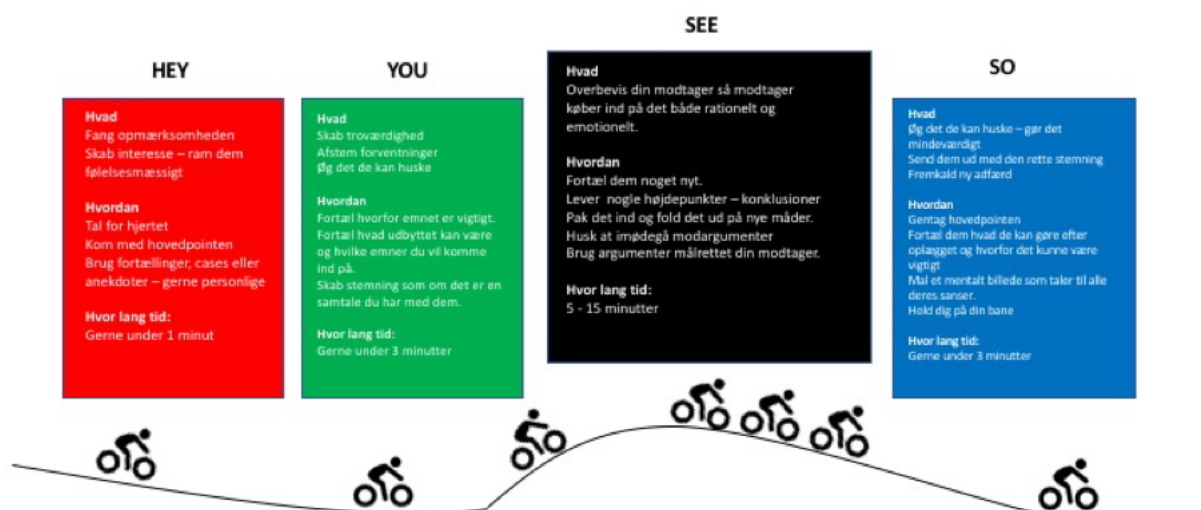 HEY
Hvad
Fang opmærksomheden
Skab interesse – ram dem
følelsesmæssigt
Hvordan
Tal for hjertet
Kom med hovedpointen
Brug fortællinger, cases eller
anekdoter – gerne personlige
Hvor lang tid:
Gerne under 1 minut
YOU
Hvad
Skab troværdighed
Afstem forventninger
Øg det de kan huske
Hvordan
Fortæl hvorfor emnet er vigtigt.
Fortæl hvad udbyttet kan være
og hvilke emner du vil komme
ind på.
Skab stemning som om det er en
samtale du har med dem.
Hvor lang tid:
Gerne under 3 minutter
SEE
Hvad
Overbevis din modtager så modtager
køber ind på det både rationelt og
emotionelt.
Hvordan
Fortæl dem noget nyt.
Lever nogle højdepunkter – konklusioner
Pak det ind og fold det ud på nye måder.
Husk at imødegå modargumenter
Brug argumenter målrettet din modtager.
Hvor lang tid:
5 - 15 minutter
SO
Hvad
Øg det de kan huske – gør det
mindeværdigt
Send dem ud med den rette stemning
Fremkald ny adfærd
Hvordan
Gentag hovedpointen
Fortæl dem hvad de kan gøre efter
oplægget og hvorfor det kunne være
vigtigt
Mal et mentalt billede som taler til alle
deres sanser.
Hold dig på din bane
Hvor lang tid:
Gerne under 3 minutter